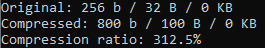 Original: 256 b / 32 B / 0 KB
Compressed: 800 b / 100 B / 0 KB
Compression ratio: 312.5%